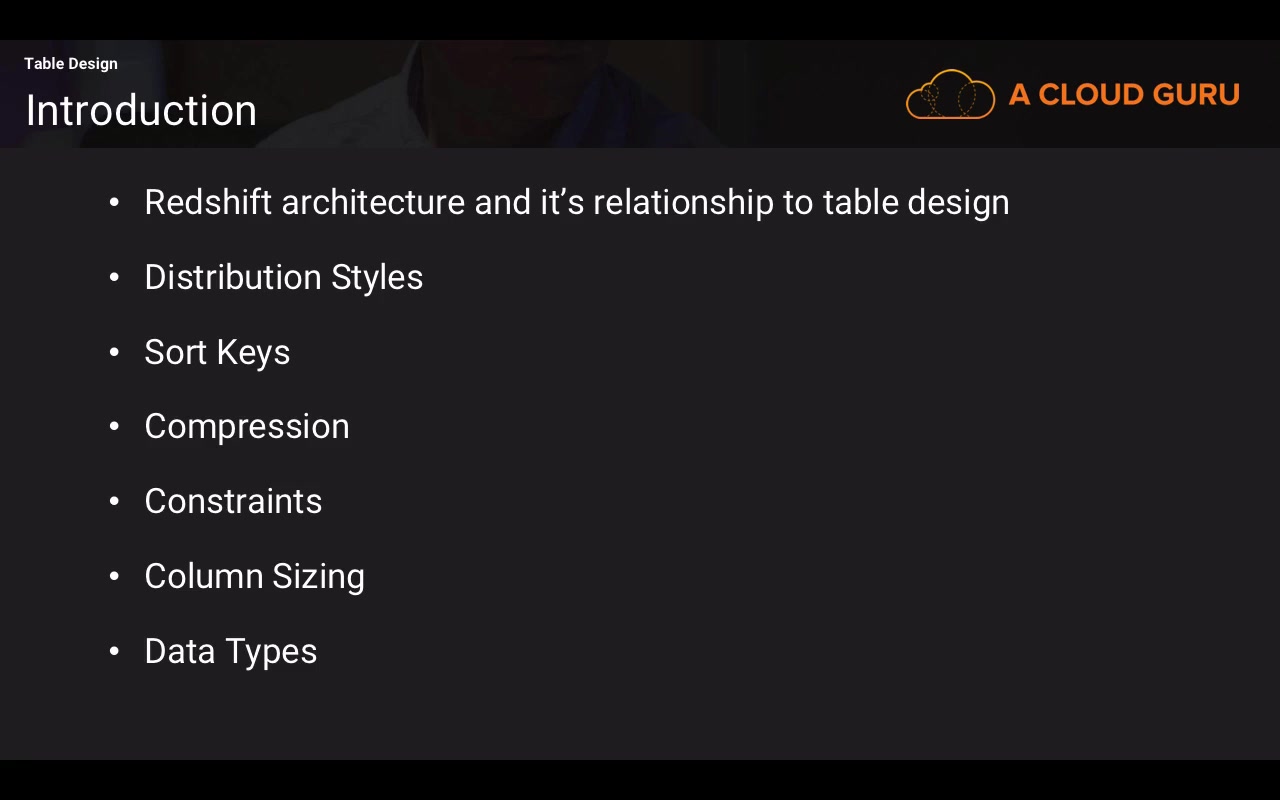 Table Design
Introduction
A CLOUD GURU
• Redshift architecture and it’s relationship to table design
• Distribution Styles
• Sort Keys
• Compression
• Constraints
• Column Sizing
• Data Types